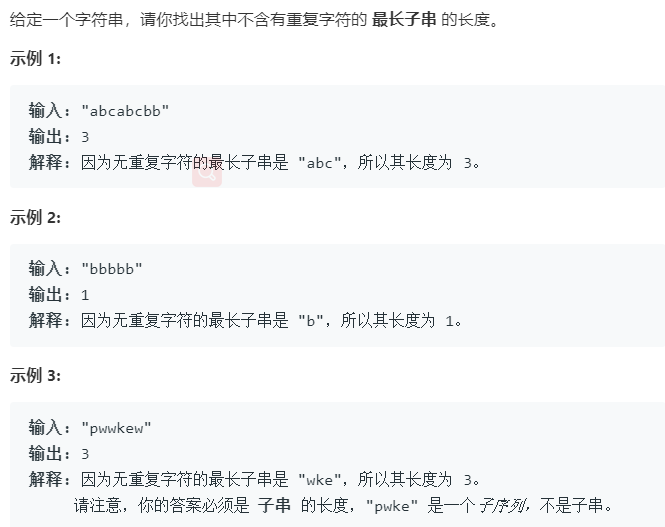 给定一个字符串，请你找出其中不含有重复字符的 最长子串 的长度。
示例 1:
输入: "abcabcbb"
输出: 3
解释: 因为无重复字符的最长子串是 "abc"，所以其长度为 3。
示例 2:
输入: "bbbbb"
输出: 1
解释: 因为无重复字符的最长子串是 "b"，所以其长度为 1。
示例 3:
输入: "pwwkew"
输出: 3
解释: 因为无重复字符的最长子串是 "wke"，所以其长度为 3。
请注意，你的答案必须是 子串 的长度，"pwke" 是一个子序列，不是子串。